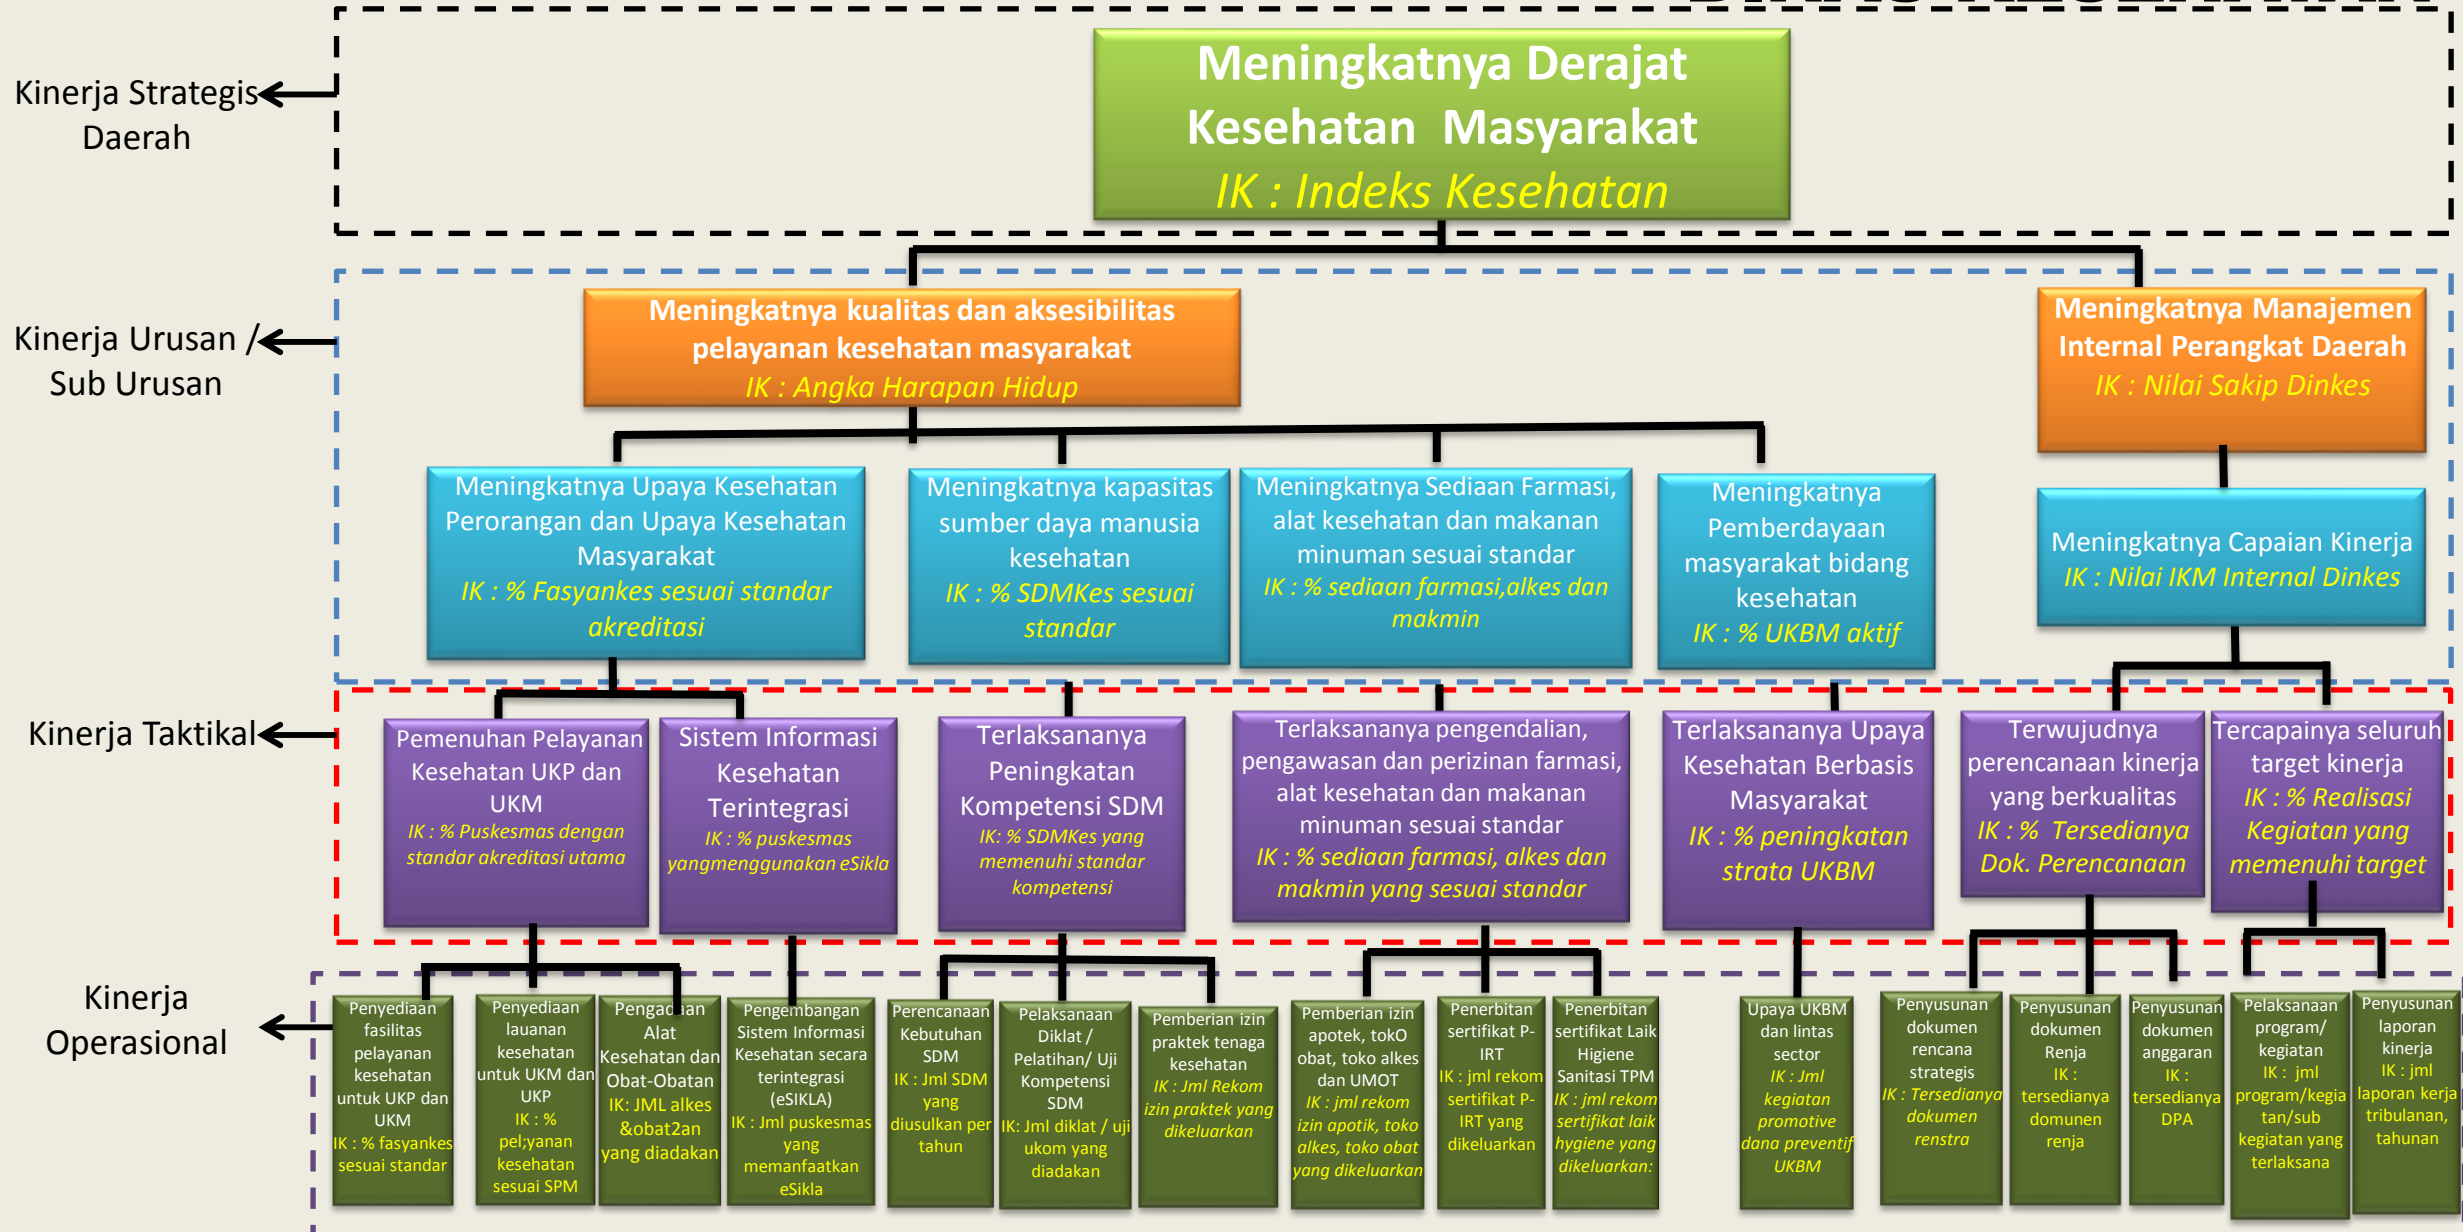 Kinerja Strategis
Daerah
Meningkatnya Derajat
Kesehatan Masyarakat
IK : Indeks Kesehatan
Kinerja Urusan /
Sub Urusan
Meningkatnya kualitas dan aksesibilitas
pelayanan kesehatan masyarakat
IK : Angka Harapan Hidup
Meningkatnya Manajemen
Internal Perangkat Daerah
IK : Nilai Sakip Dinkes
Meningkatnya Upaya Kesehatan
Perorangan dan Upaya Kesehatan
Masyarakat
IK : % Fasyankes sesuai standar
akreditasi
Meningkatnya kapasitas
sumber daya manusia
kesehatan
IK : % SDMKes sesuai
standar
Meningkatnya Sediaan Farmasi,
alat kesehatan dan makanan
minuman sesuai standar
IK : % sediaan farmasi,alkes dan
makmin
Meningkatnya
Pemberdayaan
masyarakat bidang
kesehatan
IK : % UKBM aktif
Meningkatnya Capaian Kinerja
IK : Nilai IKM Internal Dinkes
Kinerja Taktikal
Pemenuhan Pelayanan
Kesehatan UKP dan
UKM
IK : % Puskesmas dengan
standar akreditasi utama
Sistem Informasi
Kesehatan
Terintegrasi
IK : % puskesmas
yangmenggunakan eSikla
Terlaksananya
Peningkatan
Kompetensi SDM
IK: % SDMKes yang
memenuhi standar
kompetensi
Terlaksananya pengendalian,
pengawasan dan perizinan farmasi,
alat kesehatan dan makanan
minuman sesuai standar
IK : % sediaan farmasi, alkes dan
makmin yang sesuai standar
Terlaksananya Upaya
Kesehatan Berbasis
Masyarakat
IK : % peningkatan
strata UKBM
Terwujudnya
perencanaan kinerja
yang berkualitas
IK : % Tersedianya
Dok. Perencanaan
Tercapainya seluruh
target kinerja
IK : % Realisasi
Kegiatan yang
memenuhi target
Kinerja
Operasional
Penyediaan
fasilitas
pelayanan
kesehatan
untuk UKP dan
UKM
IK : % fasyankes
sesuai standar
Penyediaan
lauanan
kesehatan
untuk UKM dan
UKP
IK : %
pel;yanan
kesehatan
sesuai SPM
Pengadaan
Alat
Kesehatan dan
Obat-Obatan
IK: JML alkes
&obat2an
yang diadakan
Pengembangan
Sistem Informasi
Kesehatan secara
terintegrasi
(eSIKLA)
IK : Jml puskesmas
yang
memanfaatkan
eSikla
Perencanaan
Kebutuhan
SDM
IK : Jml SDM
yang
diusulkan per
tahun
Pelaksanaan
Diklat /
Pelatihan/ Uji
Kompetensi
SDM
IK: Jml diklat / uji
ukom yang
diadakan
Pemberian izin
praktek tenaga
kesehatan
IK : Jml Rekom
izin praktek yang
dikeluarkan
Pemberian izin
apotek, tokO
obat, toko alkes
dan UMOT
IK : jml rekom
izin apotik, toko
alkes, toko obat
yang dikeluarkan
Penerbitan
sertifikat P-
IRT
IK : jml rekom
sertifikat P-
IRT yang
dikeluarkan
Penerbitan
sertifikat Laik
Higiene
Sanitasi TPM
IK : jml rekom
sertifikat laik
hygiene yang
dikeluarkan:
Upaya UKBM
dan lintas
sector
IK : Jml
kegiatan
promotive
dana preventif
UKBM
Penyusunan
dokumen
rencana
strategis
IK : Tersedianya
dokumen
renstra
Penyusunan
dokumen
Renja
IK :
tersedianya
domunen
renja
Penyusunan
dokumen
anggaran
IK :
tersedianya
DPA
Pelaksanaan
program/
kegiatan
IK : jml
program/kegia
tan/sub
kegiatan yang
terlaksana
Penyusunan
laporan
kinerja
IK : jml
laporan kerja
tribulanan,
tahunan